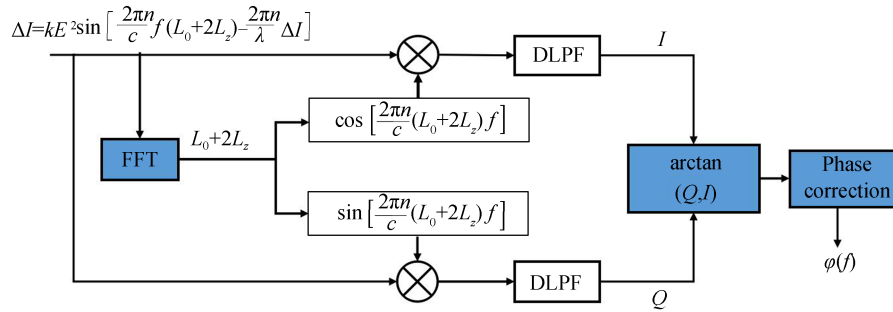 ΔI=kE²sin[2πn/c f(L₀+2L_z)−2πn/λ ΔI]
DLPF
I
cos[2πn/c (L₀+2L_z)f]
L₀+2L_z
FFT
arctan
(Q,I)
Phase
correction
sin[2πn/c (L₀+2L_z)f]
φ(f)
DLPF
Q